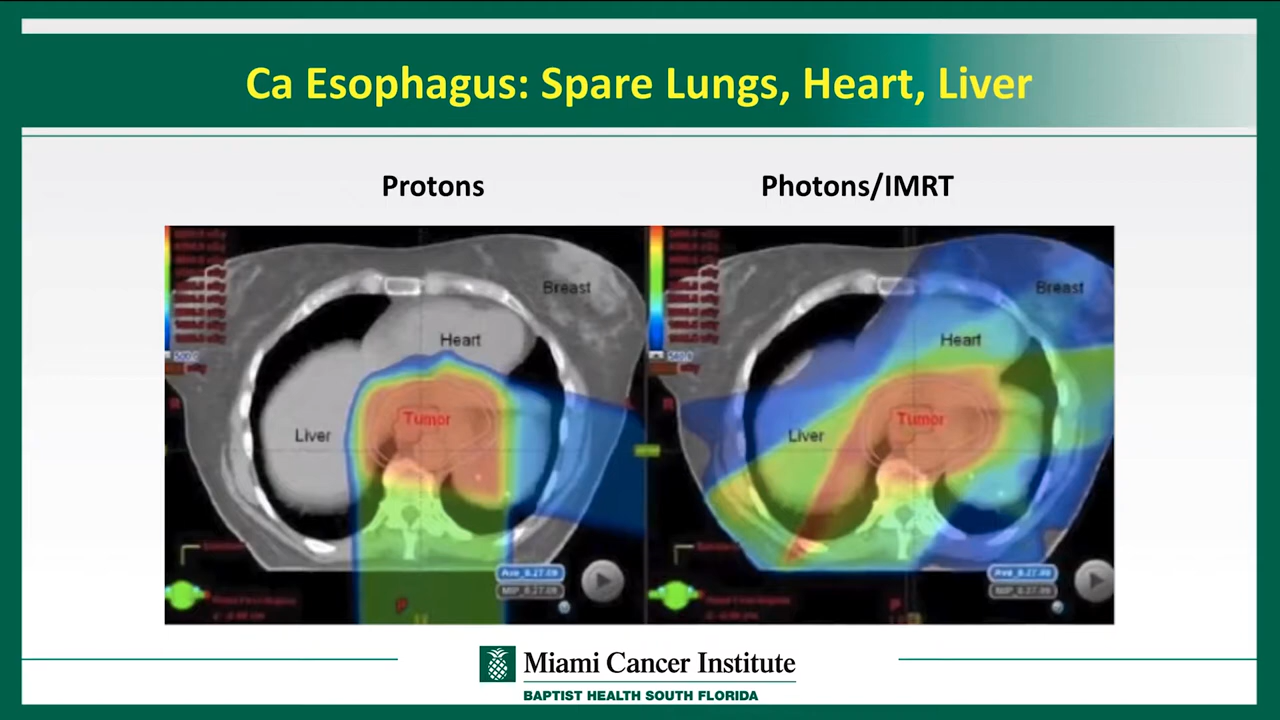 Ca Esophagus: Spare Lungs, Heart, Liver
Protons
Photons/IMRT
Breast
Heart
Tumor
Liver
P
Breast
Heart
Tumor
Liver
P
Miami Cancer Institute
BAPTIST HEALTH SOUTH FLORIDA